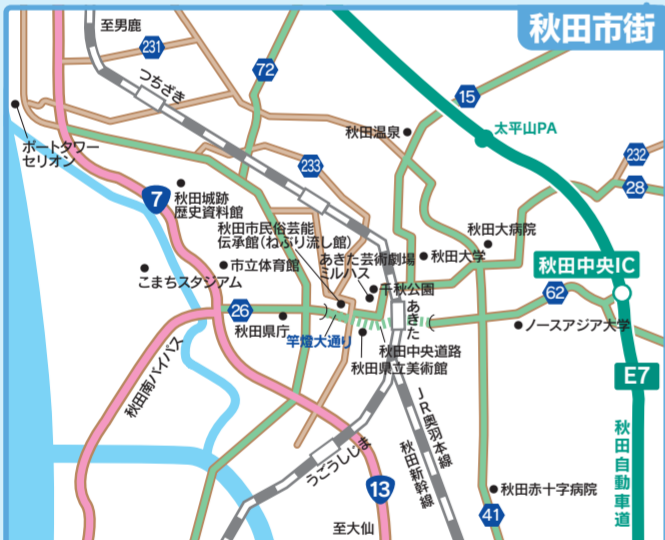 秋田市街
至男鹿
231
72
つちざき
15
太平山PA
秋田温泉
ポートタワー
セリオン
233
232
28
7
秋田城跡
歴史資料館
秋田市民俗芸能
伝承館(ねぶり流し館)
秋田大病院
秋田大学
あきた芸術劇場
ミルハス
市立体育館
こまちスタジアム
秋田中央IC
千秋公園
62
26
あきた
秋田県庁
竿燈大通り
ノースアジア大学
秋田中央道路
秋田県立美術館
秋田南バイパス
E7
JR奥羽本線
秋田新幹線
秋田自動車道
うごうしじま
13
秋田赤十字病院
41
至大仙